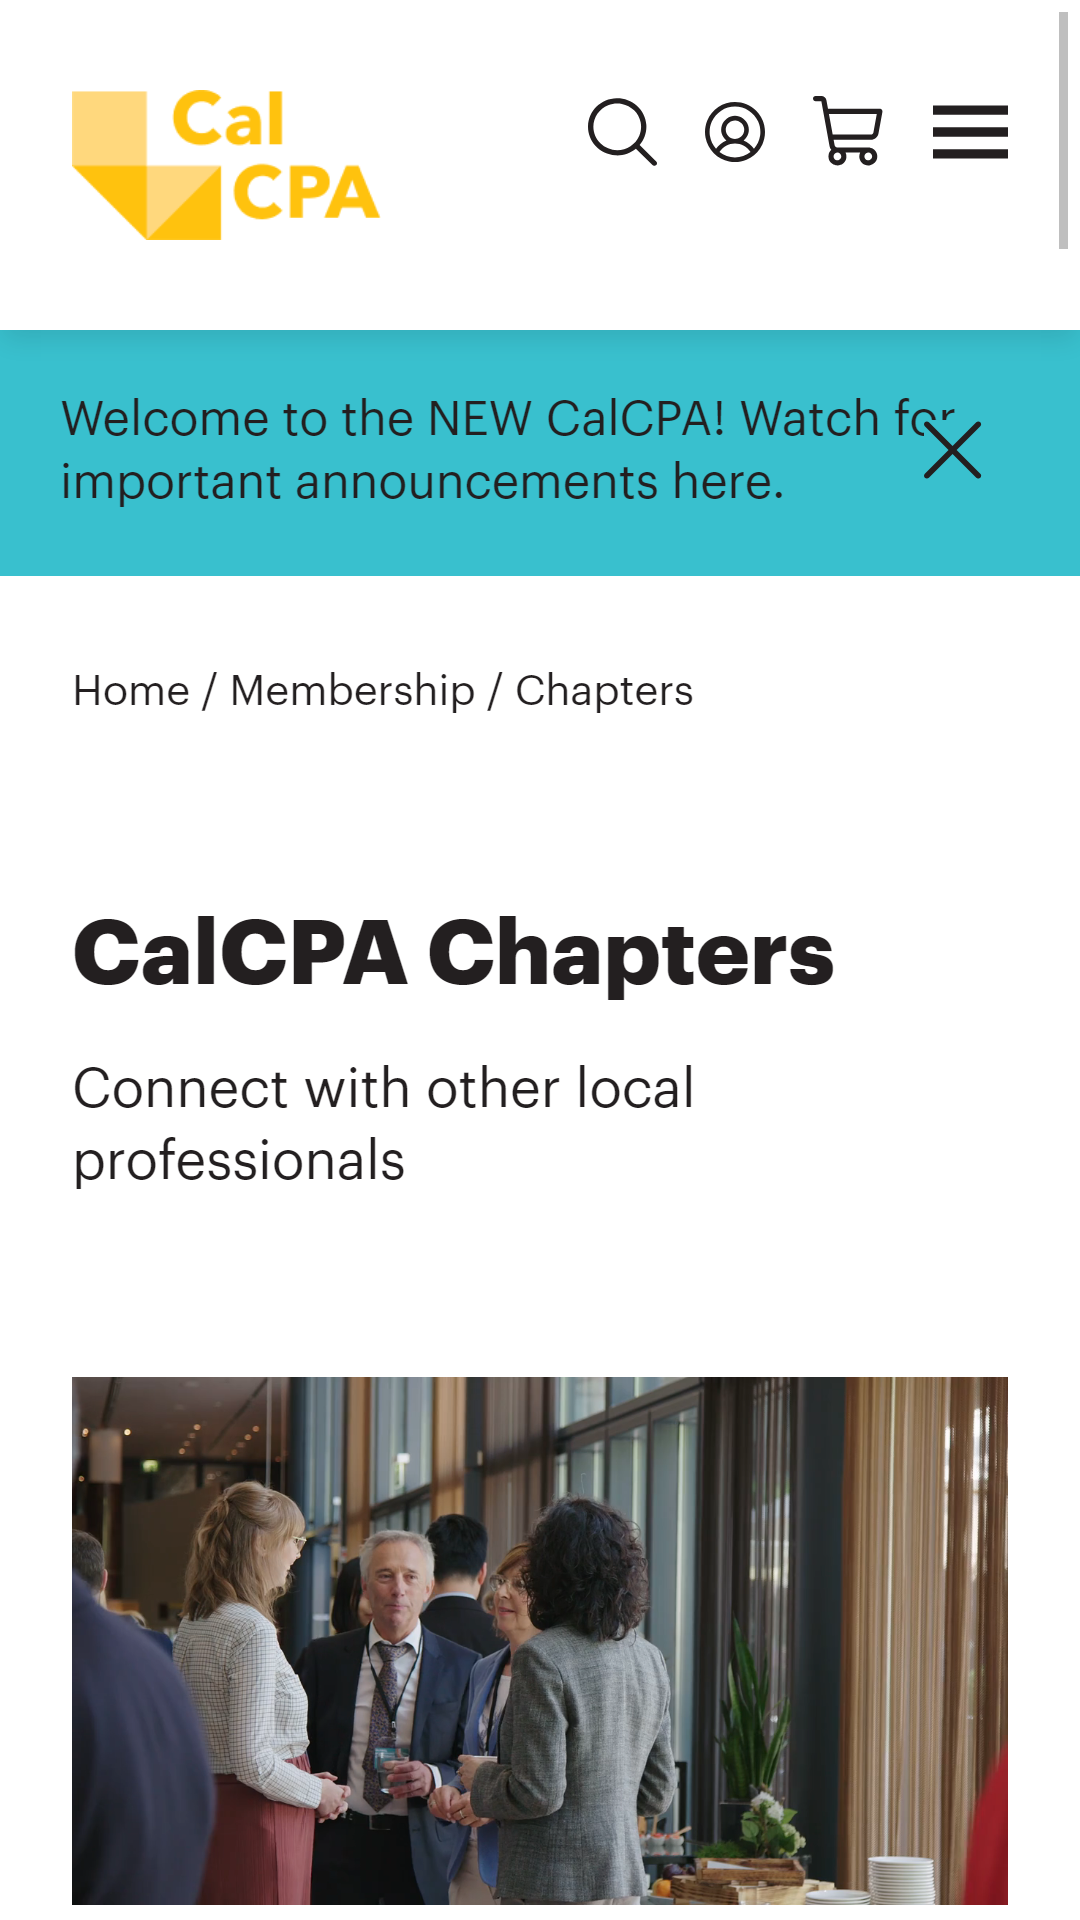 Cal
CPA
Welcome to the NEW CalCPA! Watch for
important announcements here.
Home / Membership / Chapters
CalCPA Chapters
Connect with other local
professionals